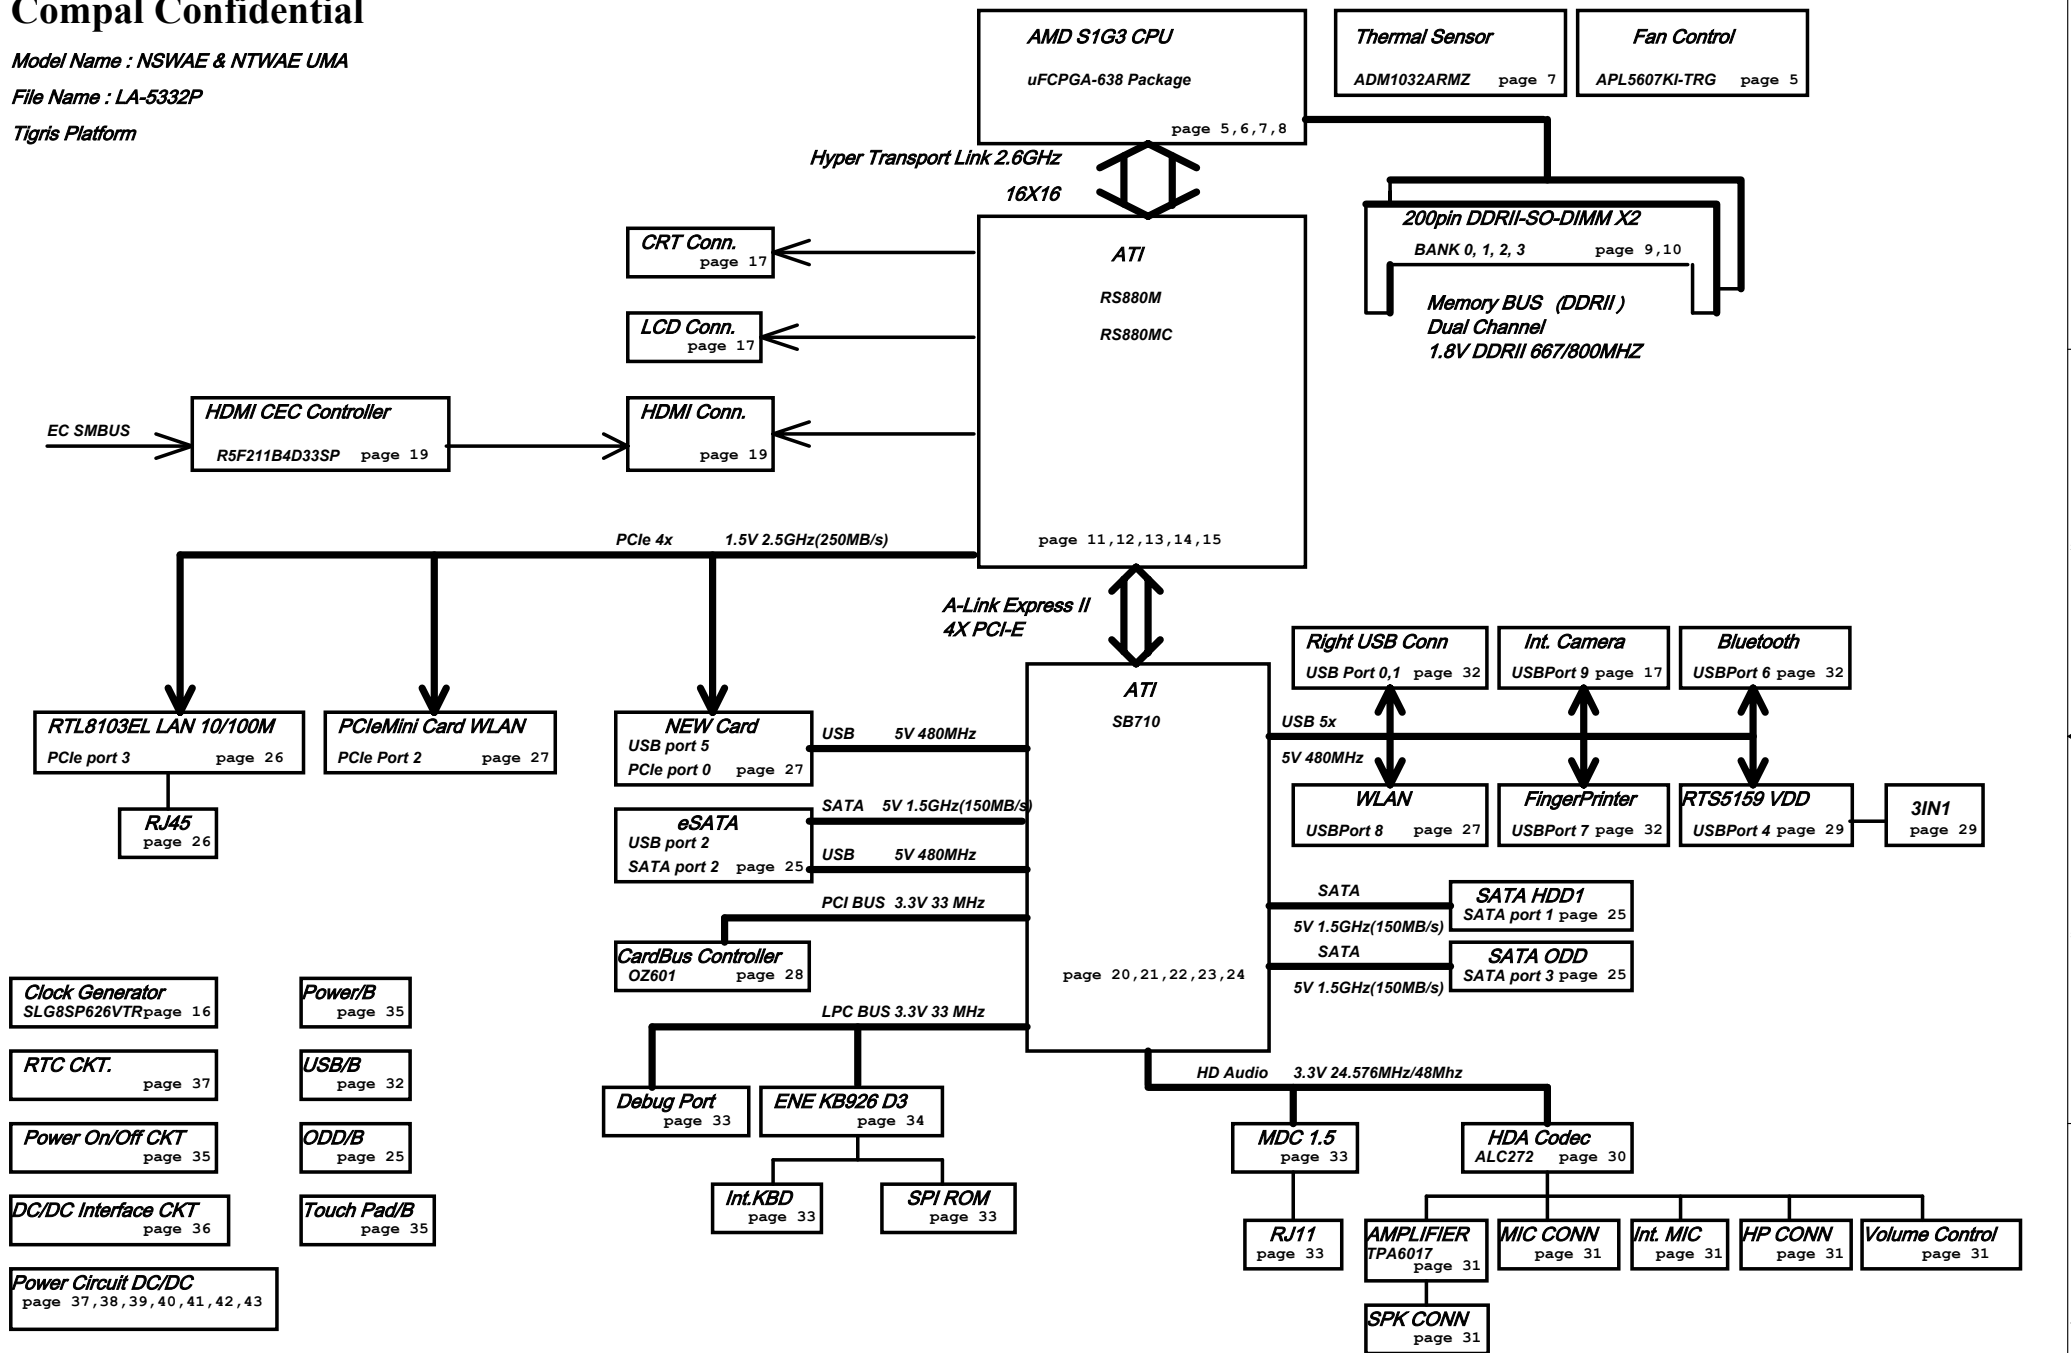 Compal Confidential
Model Name : NSWAE & NTWAE UMA
File Name : LA-5332P
Tigris Platform
AMD S1G3 CPU
uFCPGA-638 Package
page 5,6,7,8
Thermal Sensor
ADM1032ARMZ page 7
Fan Control
APL5607KI-TRG page 5
Hyper Transport Link 2.6GHz
16X16
200pin DDRII-SO-DIMM X2
BANK 0, 1, 2, 3 page 9,10
Memory BUS (DDRII )
Dual Channel
1.8V DDRII 667/800MHZ
CRT Conn.
page 17
LCD Conn.
page 17
ATI
RS880M
RS880MC
page 11,12,13,14,15
EC SMBUS
HDMI CEC Controller
R5F211B4D33SP page 19
HDMI Conn.
page 19
PCIe 4x 1.5V 2.5GHz(250MB/s)
A-Link Express II
4X PCI-E
RTL8103EL LAN 10/100M
PCIe port 3 page 26
RJ45
page 26
PCIeMini Card WLAN
PCIe Port 2 page 27
NEW Card
USB port 5
PCIe port 0 page 27
USB 5V 480MHz
SATA 5V 1.5GHz(150MB/s)
eSATA
USB port 2
SATA port 2 page 25
USB 5V 480MHz
PCI BUS 3.3V 33 MHz
CardBus Controller
OZ601 page 28
LPC BUS 3.3V 33 MHz
ATI
SB710
page 20,21,22,23,24
Right USB Conn
USB Port 0,1 page 32
Int. Camera
USBPort 9 page 17
Bluetooth
USBPort 6 page 32
USB 5x
5V 480MHz
WLAN
USBPort 8 page 27
FingerPrinter
USBPort 7 page 32
RTS5159 VDD
USBPort 4 page 29
3IN1
page 29
SATA
5V 1.5GHz(150MB/s)
SATA HDD1
SATA port 1 page 25
SATA
5V 1.5GHz(150MB/s)
SATA ODD
SATA port 3 page 25
Clock Generator
SLG8SP626VTR page 16
Power/B
page 35
RTC CKT.
page 37
USB/B
page 32
Power On/Off CKT
page 35
ODD/B
page 25
DC/DC Interface CKT
page 36
Touch Pad/B
page 35
Power Circuit DC/DC
page 37,38,39,40,41,42,43
Debug Port
page 33
ENE KB926 D3
page 34
Int.KBD
page 33
SPI ROM
page 33
HD Audio 3.3V 24.576MHz/48Mhz
MDC 1.5
page 33
HDA Codec
ALC272 page 30
RJ11
page 33
AMPLIFIER
TPA6017
page 31
MIC CONN
page 31
Int. MIC
page 31
HP CONN
page 31
Volume Control
page 31
SPK CONN
page 31